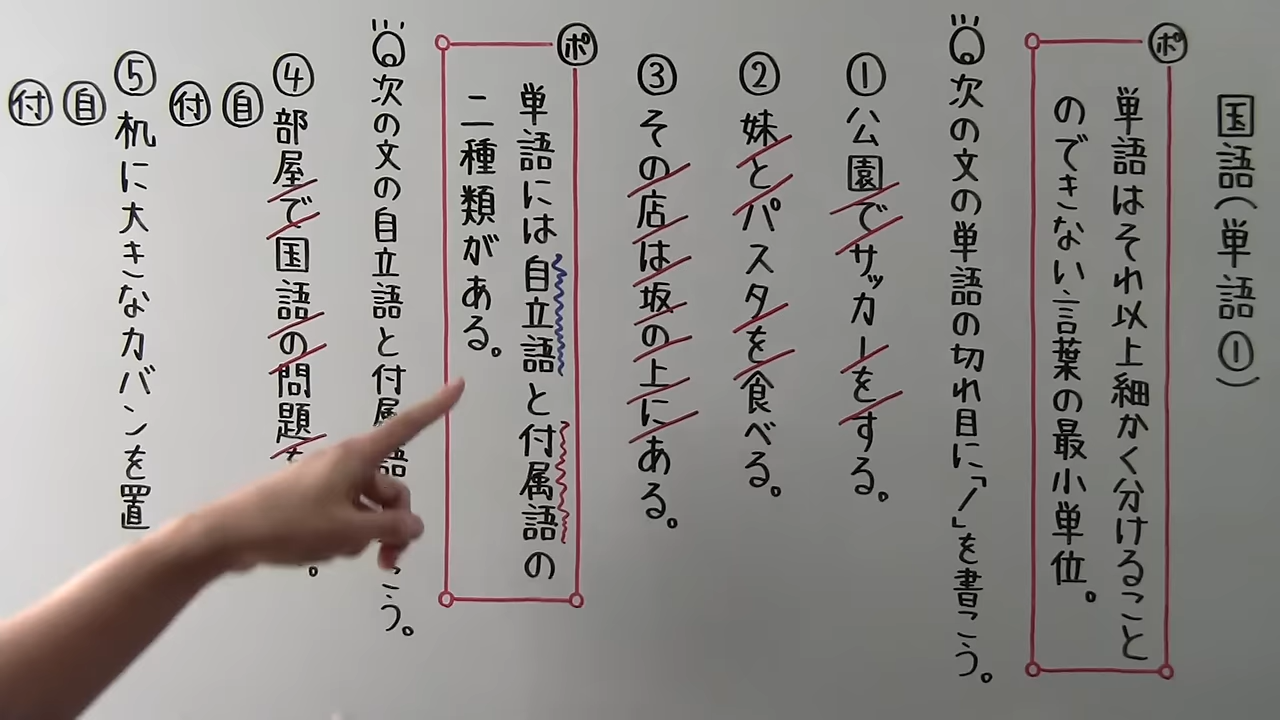 国語(単語①)
ポ
単語はそれ以上細かく分けること
のできない言葉の最小単位。
Q次の文の単語の切れ目に「/」を書こう。
①公園/で/サッカー/を/する。
②妹/と/パスタ/を/食べる。
③その/店/は/坂/の/上/に/ある。
ポ
単語には自立語と付属語の
二種類がある。
Q次の文の自立語と付属語 こう。
④部屋/で/国語/の/問題/を 。
自
付
⑤机に大きなカバンを置
自
付